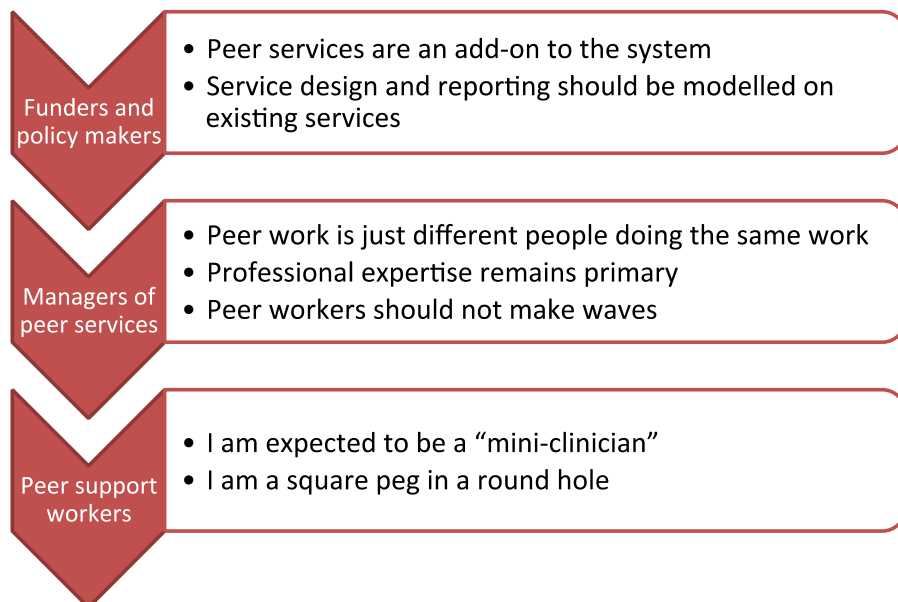 Funders and
policy makers
• Peer services are an add-on to the system
• Service design and reporting should be modelled on
existing services
Managers of
peer services
• Peer work is just different people doing the same work
• Professional expertise remains primary
• Peer workers should not make waves
Peer support
workers
• I am expected to be a “mini-clinician”
• I am a square peg in a round hole